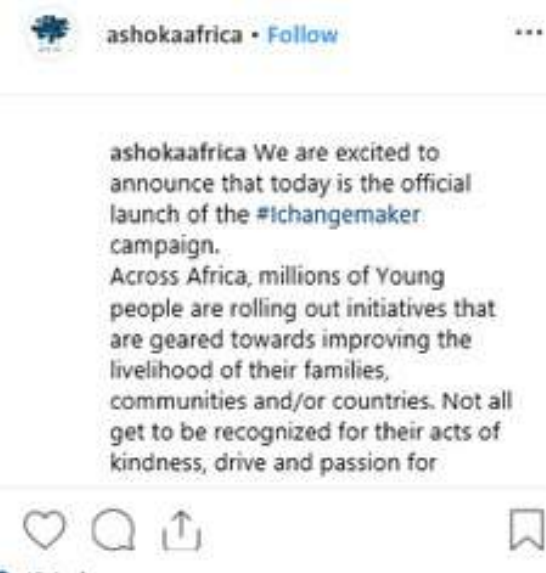 ashokaafrica • Follow
ashokaafrica We are excited to
announce that today is the official
launch of the #Ichangemaker
campaign.
Across Africa, millions of Young
people are rolling out initiatives that
are geared towards improving the
livelihood of their families,
communities and/or countries. Not all
get to be recognized for their acts of
kindness, drive and passion for